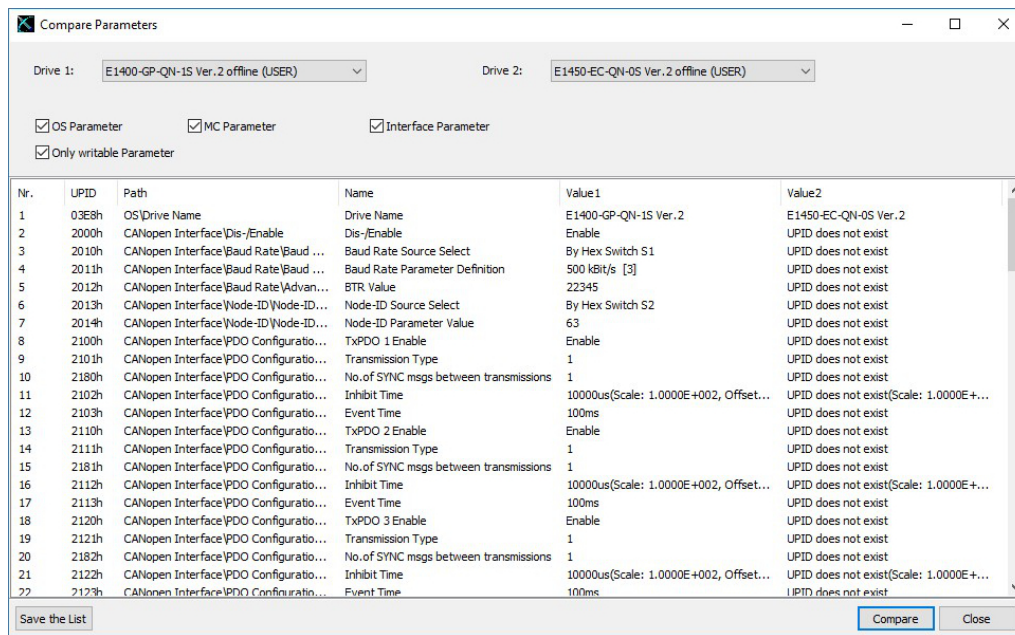 Compare Parameters
Drive 1: E1400-GP-QN-1S Ver.2 offline (USER) Drive 2: E1450-EC-QN-0S Ver.2 offline (USER)
OS Parameter MC Parameter Interface Parameter
Only writable Parameter
Nr. UPID Path Name Value1 Value2
1 03E8h OS\Drive Name Drive Name E1400-GP-QN-1S Ver.2 E1450-EC-QN-0S Ver.2
2 2000h CANopen Interface\Dis-/Enable Dis-/Enable Enable UPID does not exist
3 2010h CANopen Interface\Baud Rate\Baud ... Baud Rate Source Select By Hex Switch S1 UPID does not exist
4 2011h CANopen Interface\Baud Rate\Baud ... Baud Rate Parameter Definition 500 kBit/s [3] UPID does not exist
5 2012h CANopen Interface\Baud Rate\Advan... BTR Value 22345 UPID does not exist
6 2013h CANopen Interface\Node-ID\Node-ID... Node-ID Source Select By Hex Switch S2 UPID does not exist
7 2014h CANopen Interface\Node-ID\Node-ID... Node-ID Parameter Value 63 UPID does not exist
8 2100h CANopen Interface\PDO Configuratio... TxPDO 1 Enable Enable UPID does not exist
9 2101h CANopen Interface\PDO Configuratio... Transmission Type 1 UPID does not exist
10 2180h CANopen Interface\PDO Configuratio... No.of SYNC msgs between transmissions 1 UPID does not exist
11 2102h CANopen Interface\PDO Configuratio... Inhibit Time 10000us(Scale: 1.0000E+002, Offset... UPID does not exist(Scale: 1.0000E+...
12 2103h CANopen Interface\PDO Configuratio... Event Time 100ms UPID does not exist
13 2110h CANopen Interface\PDO Configuratio... TxPDO 2 Enable Enable UPID does not exist
14 2111h CANopen Interface\PDO Configuratio... Transmission Type 1 UPID does not exist
15 2181h CANopen Interface\PDO Configuratio... No.of SYNC msgs between transmissions 1 UPID does not exist
16 2112h CANopen Interface\PDO Configuratio... Inhibit Time 10000us(Scale: 1.0000E+002, Offset... UPID does not exist(Scale: 1.0000E+...
17 2113h CANopen Interface\PDO Configuratio... Event Time 100ms UPID does not exist
18 2120h CANopen Interface\PDO Configuratio... TxPDO 3 Enable Enable UPID does not exist
19 2121h CANopen Interface\PDO Configuratio... Transmission Type 1 UPID does not exist
20 2182h CANopen Interface\PDO Configuratio... No.of SYNC msgs between transmissions 1 UPID does not exist
21 2122h CANopen Interface\PDO Configuratio... Inhibit Time 10000us(Scale: 1.0000E+002, Offset... UPID does not exist(Scale: 1.0000E+...
22 2123h CANopen Interface\PDO Configuratio... Event Time 100ms UPID does not exist
Save the List Compare Close